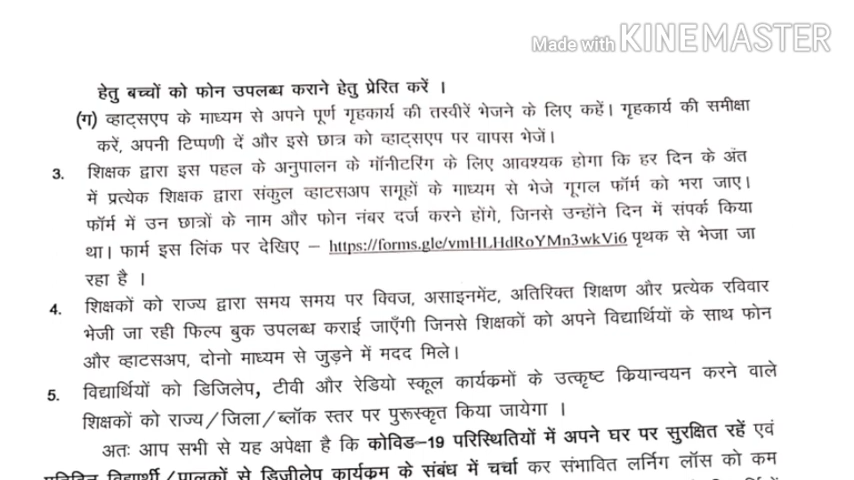 Made with KINEMASTER
हेतु बच्चों को फोन उपलब्ध कराने हेतु प्रेरित करें ।
(ग) व्हाट्सएप के माध्यम से अपने पूर्ण गृहकार्य की तस्वीरें भेजने के लिए कहें। गृहकार्य की समीक्षा
करें, अपनी टिप्पणी दें और इसे छात्र को व्हाट्सएप पर वापस भेजें।
3. शिक्षक द्वारा इस पहल के अनुपालन के मॉनीटरिंग के लिए आवश्यक होगा कि हर दिन के अंत
में प्रत्येक शिक्षक द्वारा संकुल व्हाटसअप समूहों के माध्यम से भेजे गूगल फॉर्म को भरा जाए।
फॉर्म में उन छात्रों के नाम और फोन नंबर दर्ज करने होंगे, जिनसे उन्होंने दिन में संपर्क किया
था। फार्म इस लिंक पर देखिए – https://forms.gle/vmHLHdRoYMn3wkVi6 पृथक से भेजा जा
रहा है ।
4. शिक्षकों को राज्य द्वारा समय समय पर क्विज, असाइनमेंट, अतिरिक्त शिक्षण और प्रत्येक रविवार
भेजी जा रही फिल्प बुक उपलब्ध कराई जाएँगी जिनसे शिक्षकों को अपने विद्यार्थियों के साथ फोन
और व्हाटसअप, दोनो माध्यम से जुड़ने में मदद मिले।
5. विद्यार्थियों को डिजिलेप, टीवी और रेडियो स्कूल कार्यक्रमों के उत्कृष्ट कियान्वयन करने वाले
शिक्षकों को राज्य/जिला/ब्लॉक स्तर पर पुरूस्कृत किया जायेगा ।
अतः आप सभी से यह अपेक्षा है कि कोविड–19 परिस्थितियों में अपने घर पर सुरक्षित रहें एवं
प्रतिदिन विद्यार्थी/पालकों से डिजीलेप कार्यक्रम के संबंध में चर्चा कर संभावित लर्निग लॉस को कम